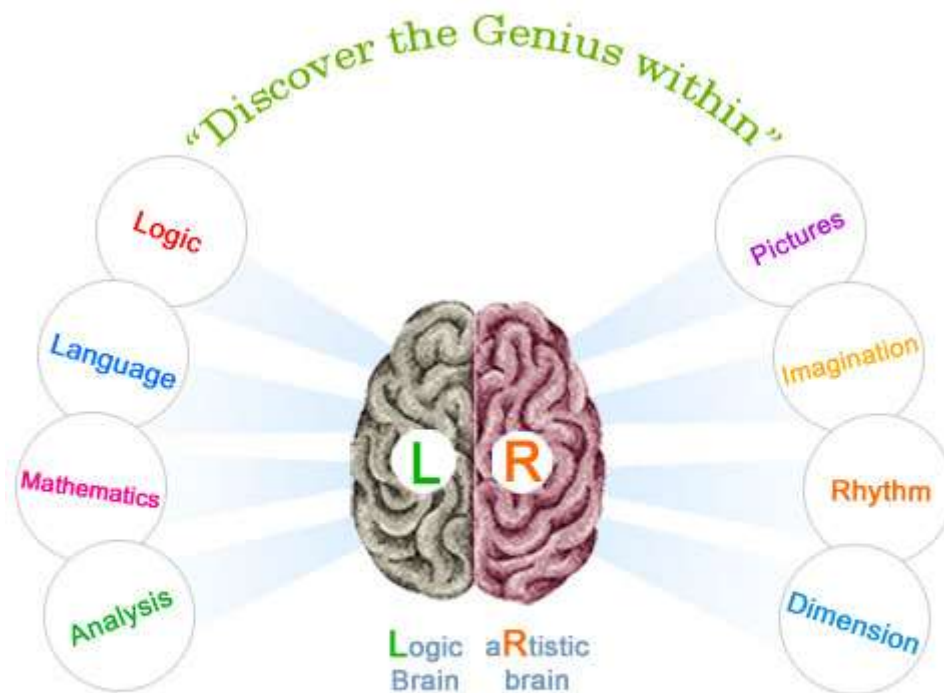 “Discover the Genius within”
Logic
Language
Mathematics
Analysis
Pictures
Imagination
Rhythm
Dimension
L
R
Logic
Brain
aRtistic
brain